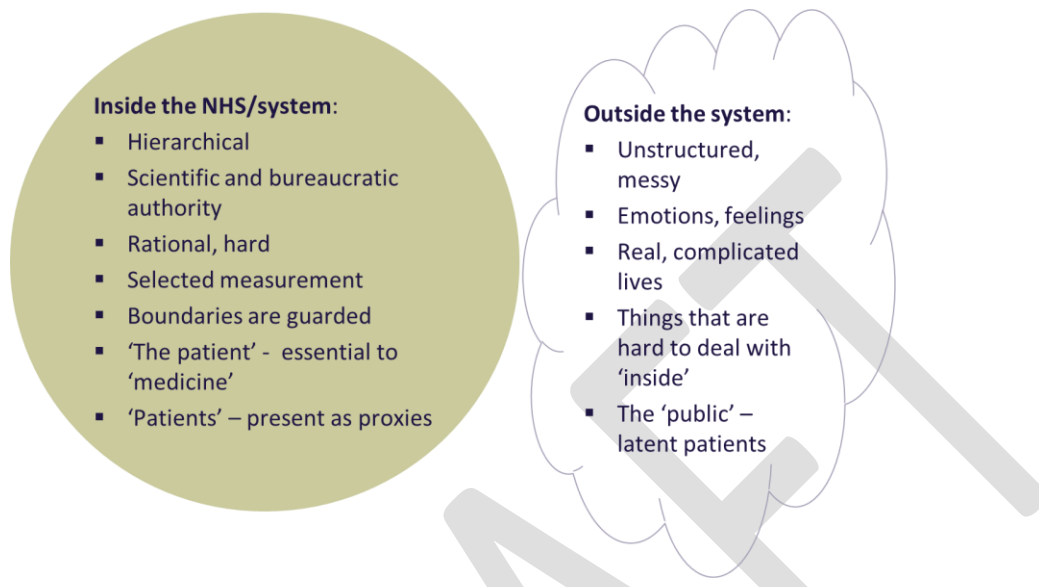 Inside the NHS/system:
▪ Hierarchical
▪ Scientific and bureaucratic
authority
▪ Rational, hard
▪ Selected measurement
▪ Boundaries are guarded
▪ ‘The patient’ - essential to
‘medicine’
▪ ‘Patients’ – present as proxies
Outside the system:
▪ Unstructured,
messy
▪ Emotions, feelings
▪ Real, complicated
lives
▪ Things that are
hard to deal with
‘inside’
▪ The ‘public’ –
latent patients